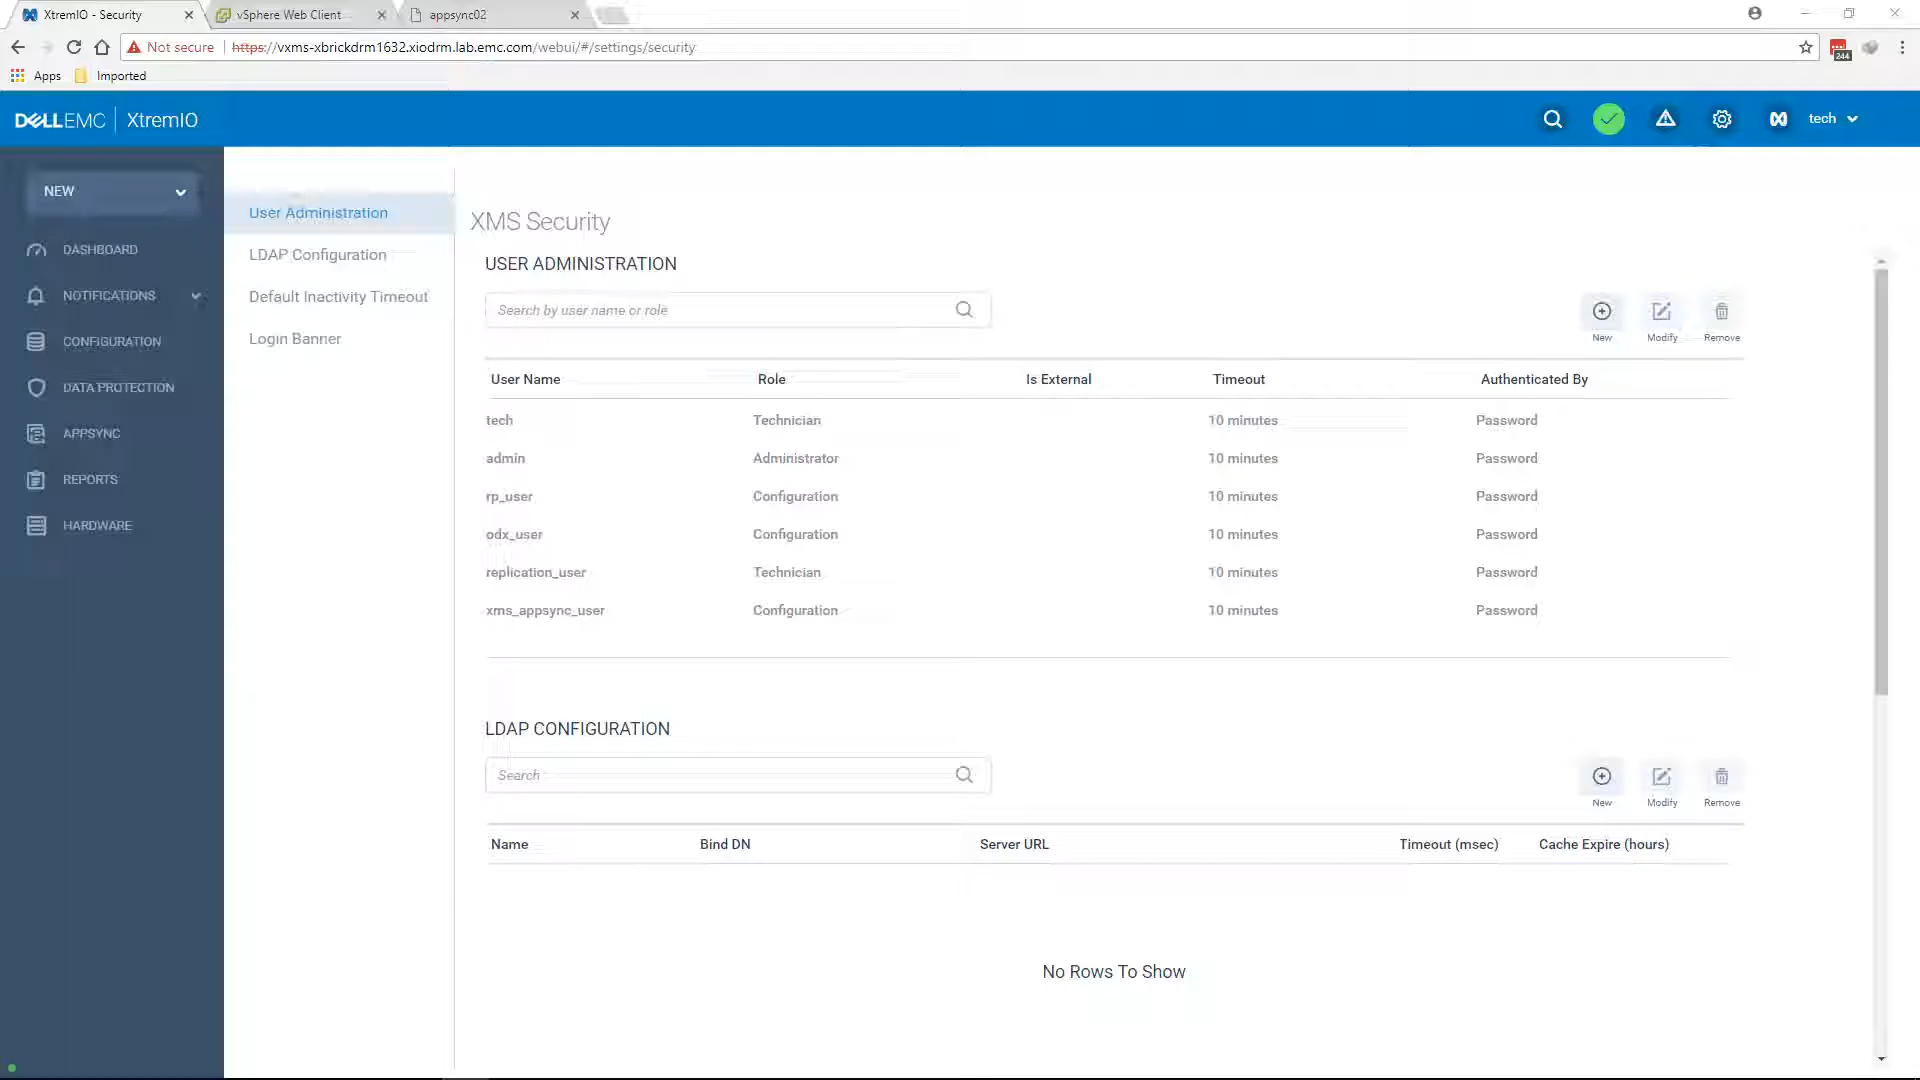 XtremIO - Security
vSphere Web Client
appsync02
Not secure
https://vxms-xbrickdrm1632.xiodrm.lab.emc.com/webui/#/settings/security
244
Apps
Imported
DELLEMC XtremIO
tech
NEW
DASHBOARD
NOTIFICATIONS
CONFIGURATION
DATA PROTECTION
APPSYNC
REPORTS
HARDWARE
User Administration
LDAP Configuration
Default Inactivity Timeout
Login Banner
XMS Security
USER ADMINISTRATION
Search by user name or role
New Modify Remove
User Name Role Is External Timeout Authenticated By
tech Technician 10 minutes Password
admin Administrator 10 minutes Password
rp_user Configuration 10 minutes Password
odx_user Configuration 10 minutes Password
replication_user Technician 10 minutes Password
xms_appsync_user Configuration 10 minutes Password
LDAP CONFIGURATION
Search
New Modify Remove
Name Bind DN Server URL Timeout (msec) Cache Expire (hours)
No Rows To Show